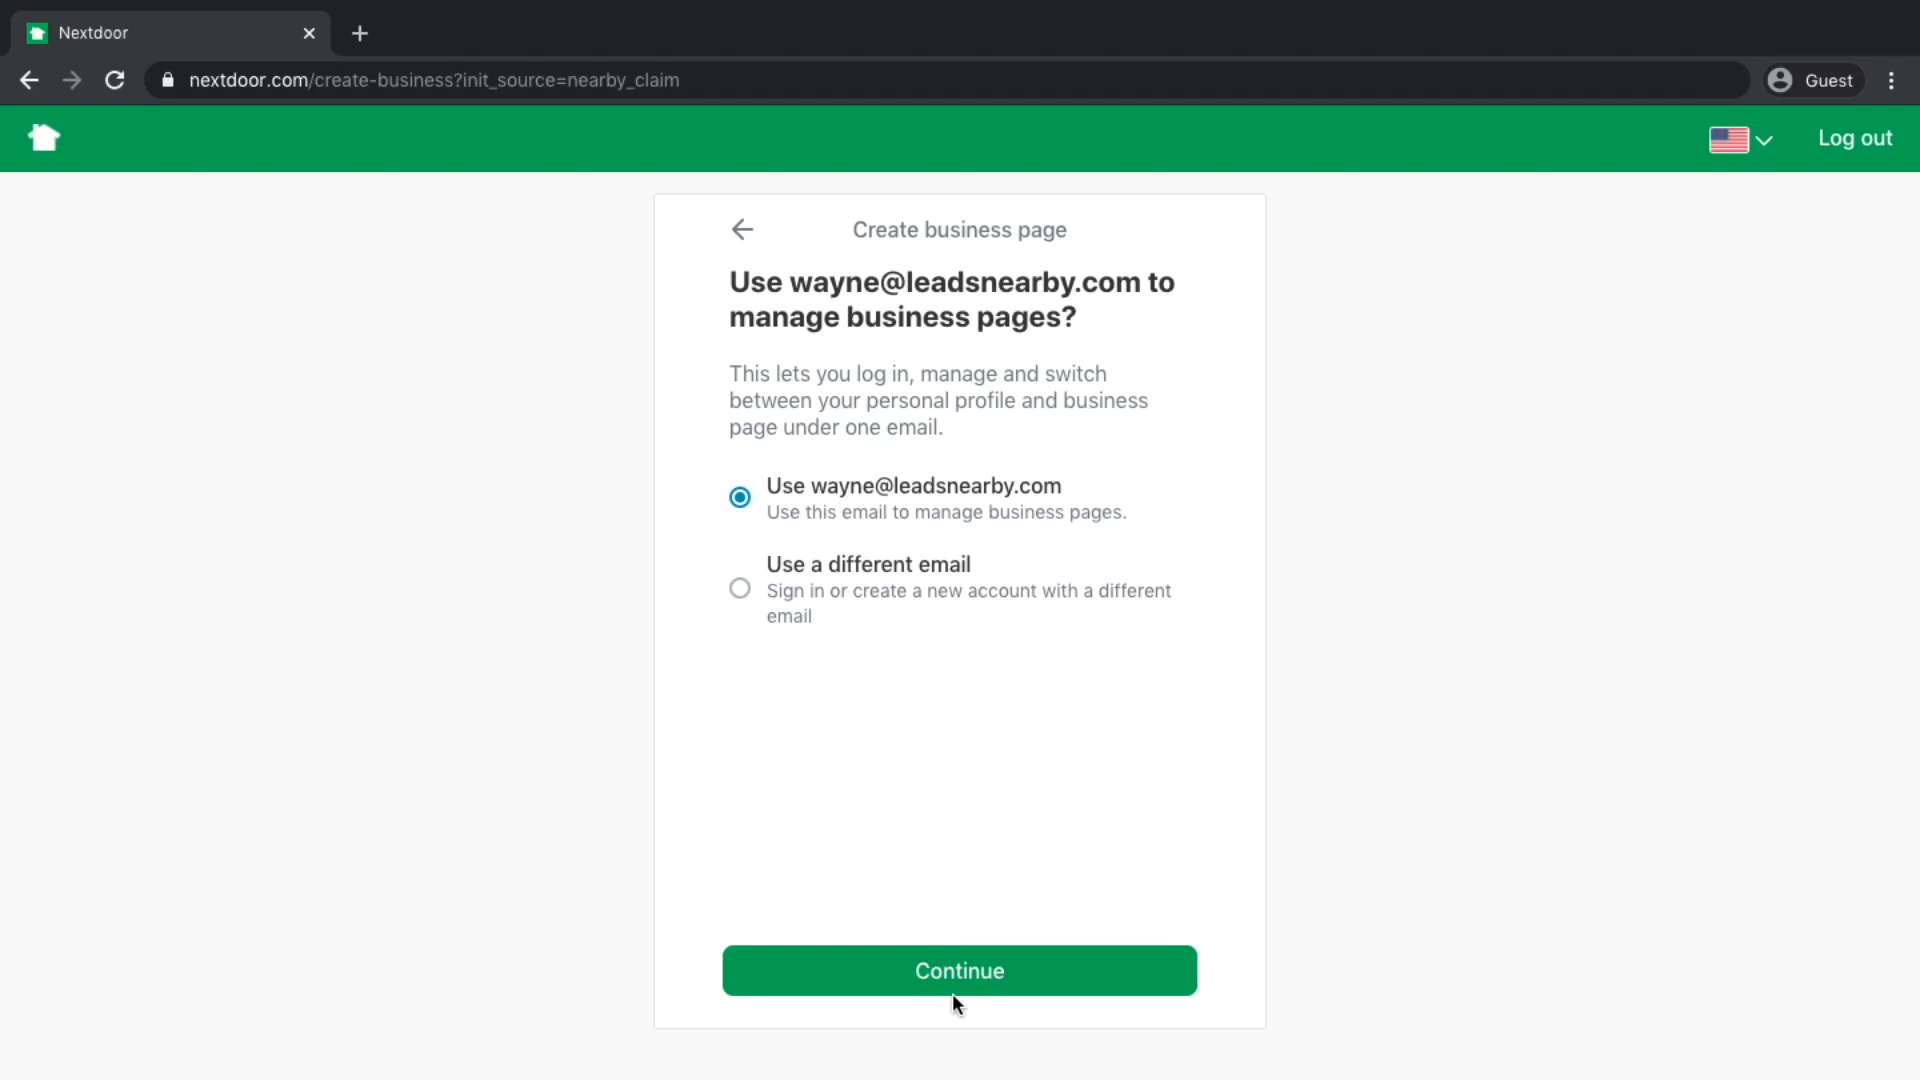 Nextdoor
nextdoor.com/create-business?init_source=nearby_claim
Guest
Log out
Create business page
Use wayne@leadsnearby.com to
manage business pages?
This lets you log in, manage and switch
between your personal profile and business
page under one email.
Use wayne@leadsnearby.com
Use this email to manage business pages.
Use a different email
Sign in or create a new account with a different
email
Continue